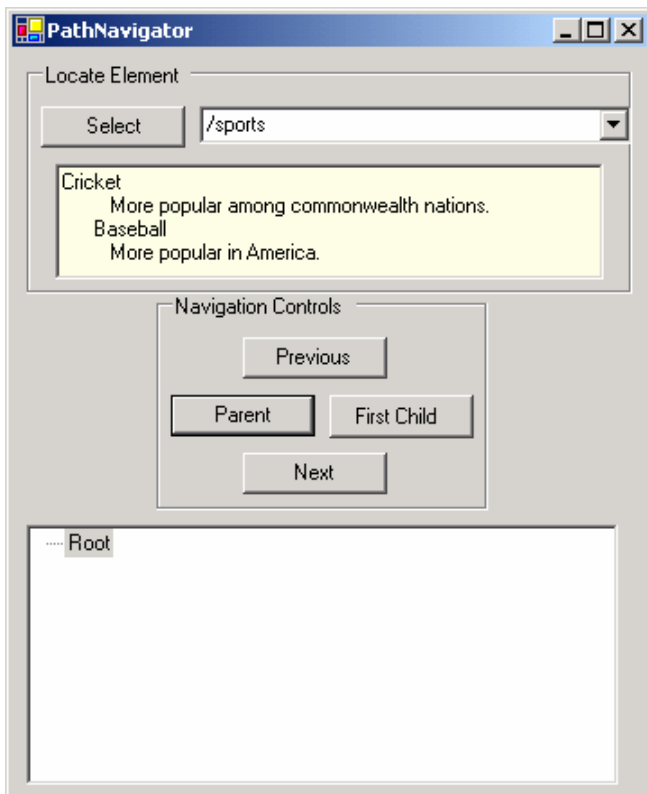 PathNavigator
Locate Element
Select /sports
Cricket
More popular among commonwealth nations.
Baseball
More popular in America.
Navigation Controls
Previous
Parent First Child
Next
Root